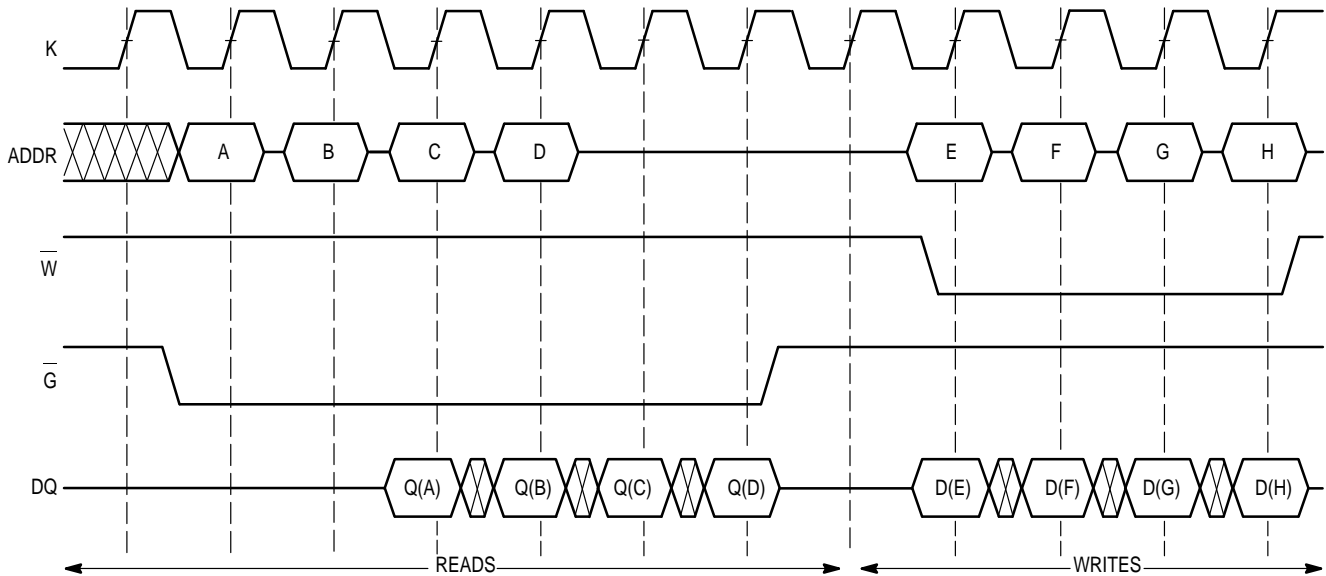 K
ADDR A B C D E F G H
W
G
DQ Q(A) Q(B) Q(C) Q(D) D(E) D(F) D(G) D(H)
READS WRITES